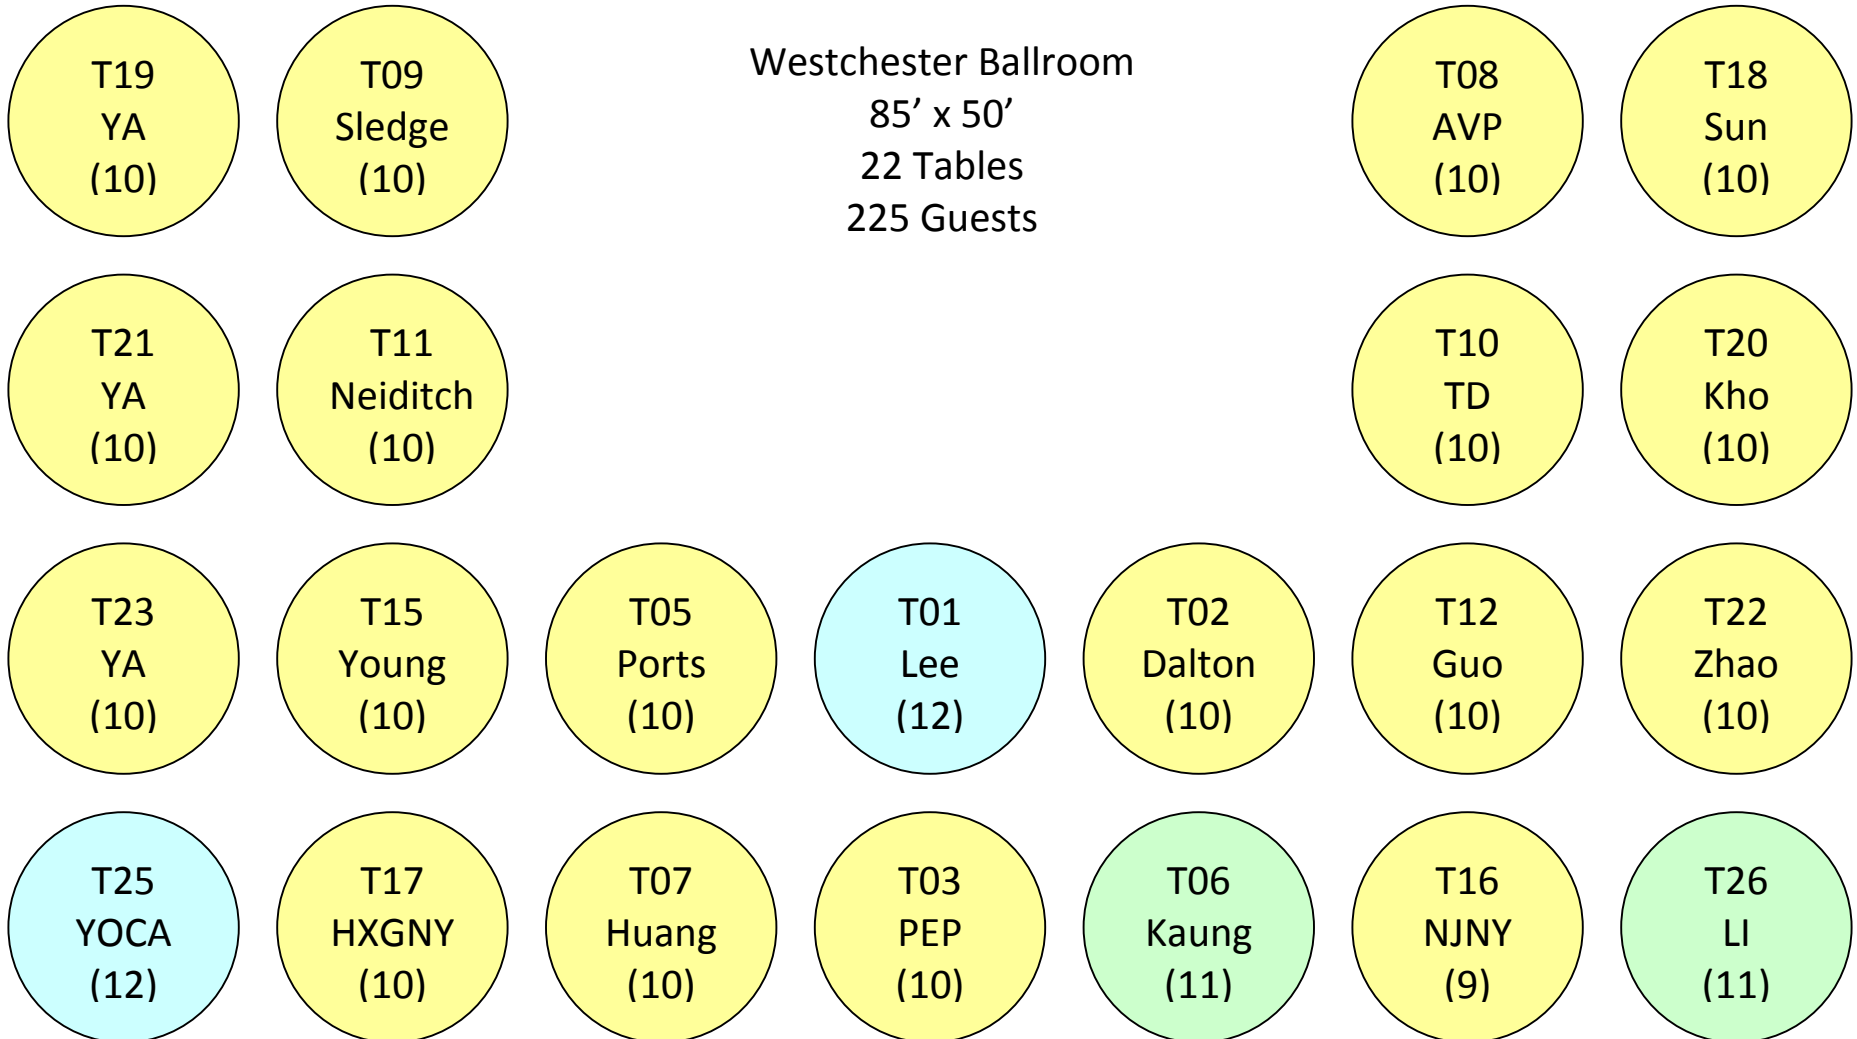 T19
YA
(10)
T09
Sledge
(10)
Westchester Ballroom
85’ x 50’
22 Tables
225 Guests
T08
AVP
(10)
T18
Sun
(10)
T21
YA
(10)
T11
Neiditch
(10)
T10
TD
(10)
T20
Kho
(10)
T23
YA
(10)
T15
Young
(10)
T05
Ports
(10)
T01
Lee
(12)
T02
Dalton
(10)
T12
Guo
(10)
T22
Zhao
(10)
T25
YOCA
(12)
T17
HXGNY
(10)
T07
Huang
(10)
T03
PEP
(10)
T06
Kaung
(11)
T16
NJNY
(9)
T26
LI
(11)